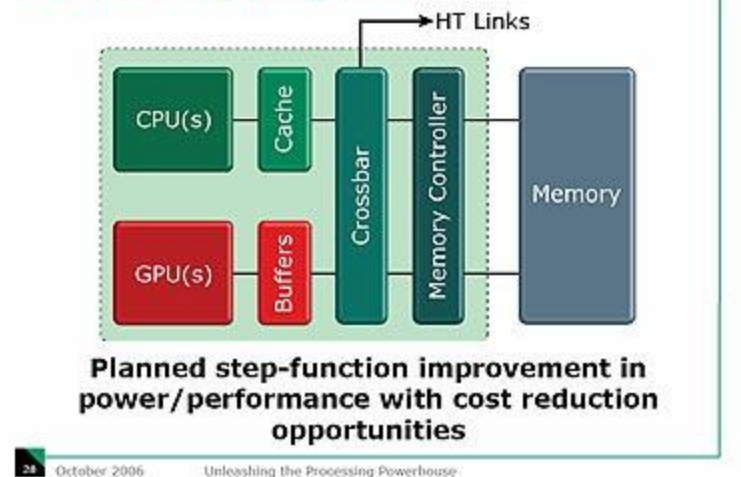 HT Links
CPU(s)
Cache
Crossbar
Memory Controller
Memory
GPU(s)
Buffers
Planned step-function improvement in
power/performance with cost reduction
opportunities
28 October 2006 Unleashing the Processing Powerhouse